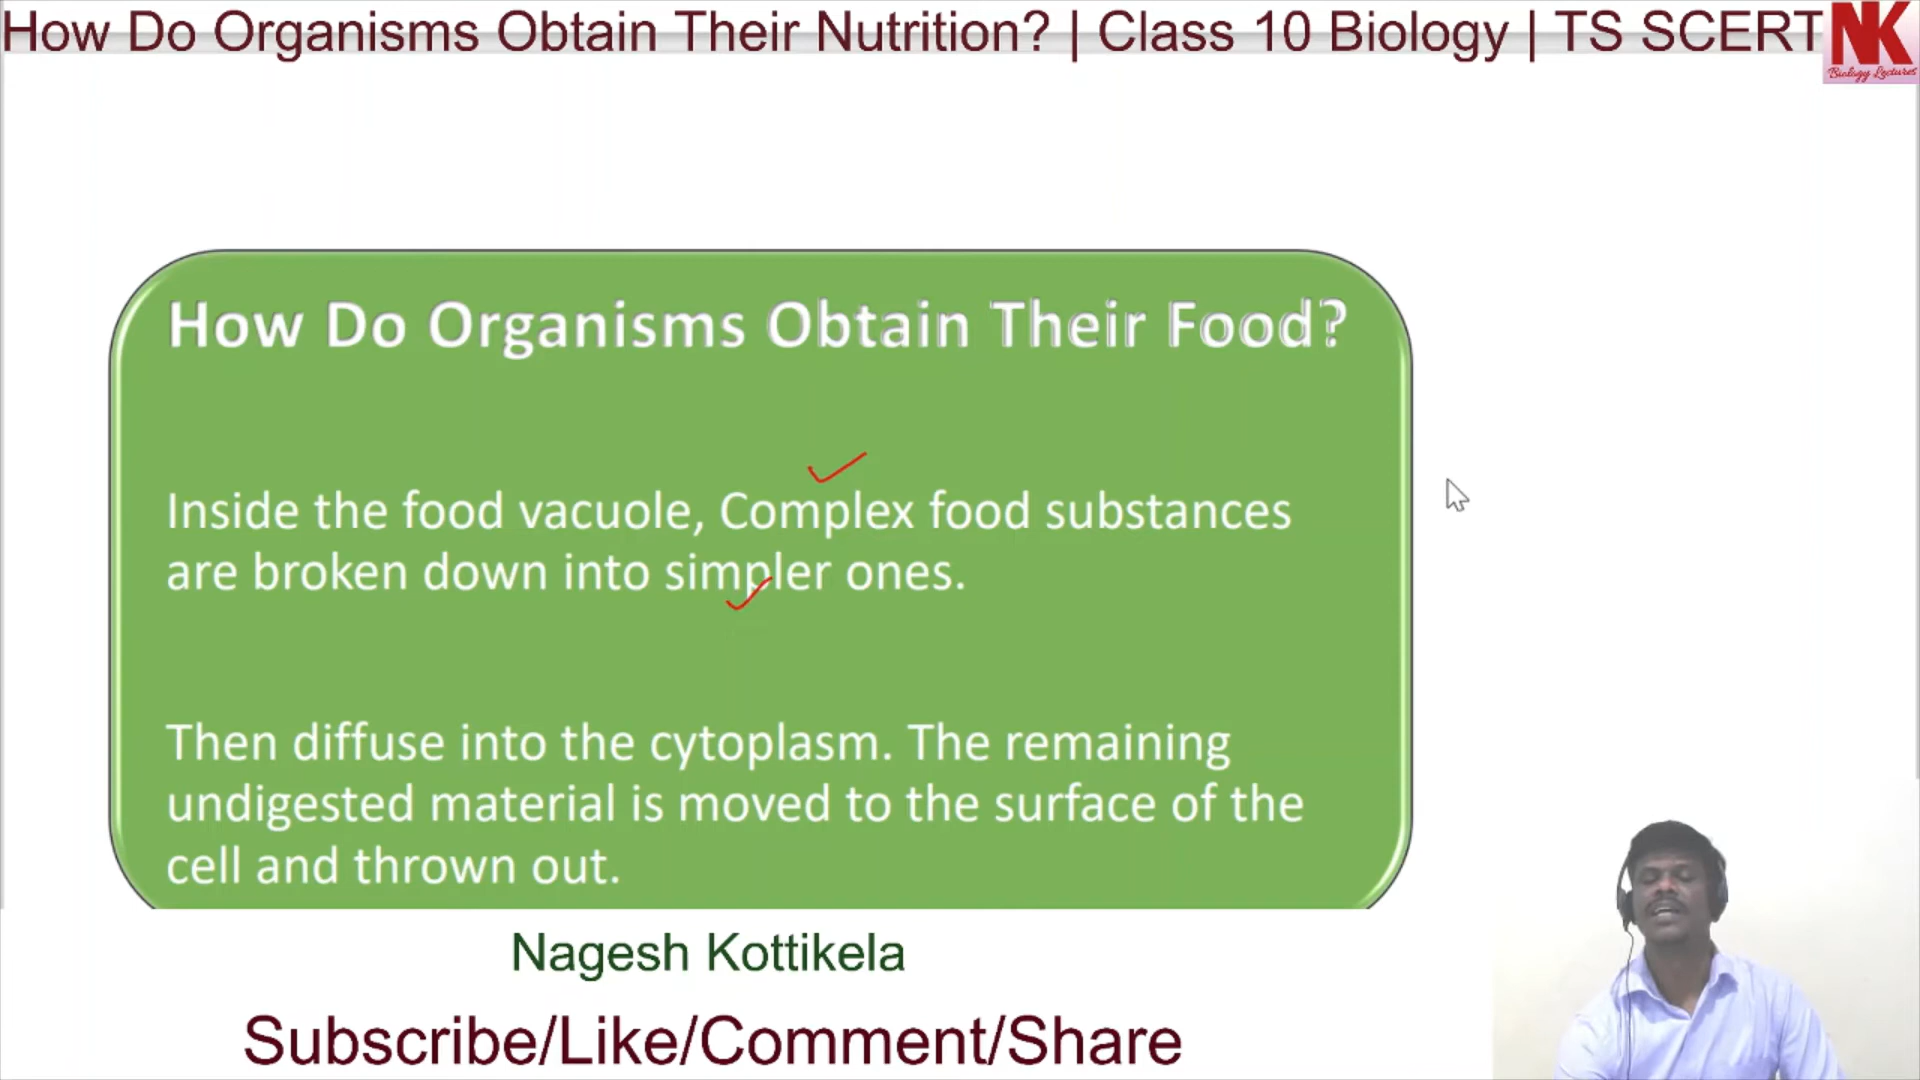 How Do Organisms Obtain Their Nutrition? | Class 10 Biology | TS SCERT
NK
Biology Lectures
How Do Organisms Obtain Their Food?
Inside the food vacuole, Complex food substances
are broken down into simpler ones.
Then diffuse into the cytoplasm. The remaining
undigested material is moved to the surface of the
cell and thrown out.
Nagesh Kottikela
Subscribe/Like/Comment/Share